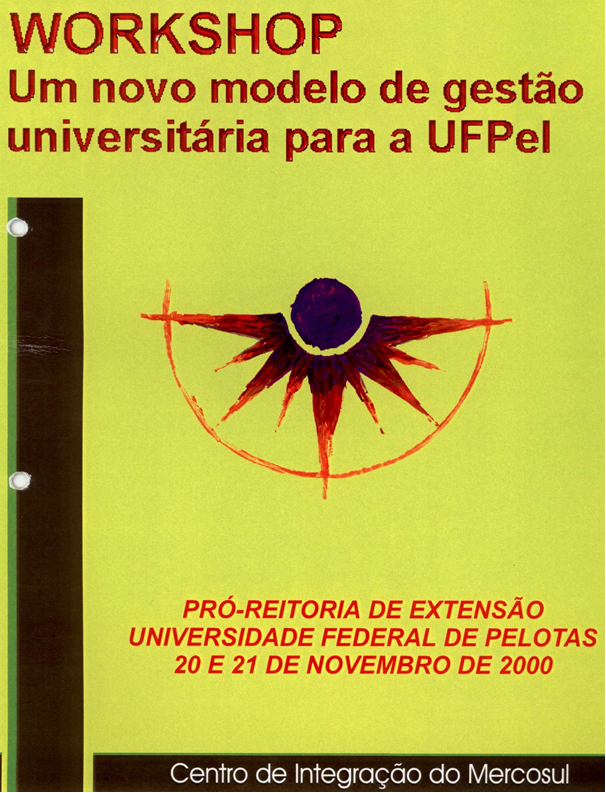 WORKSHOP
Um novo modelo de gestão
universitária para a UFPel
PRÓ-REITORIA DE EXTENSÃO
UNIVERSIDADE FEDERAL DE PELOTAS
20 E 21 DE NOVEMBRO DE 2000
Centro de Integração do Mercosul